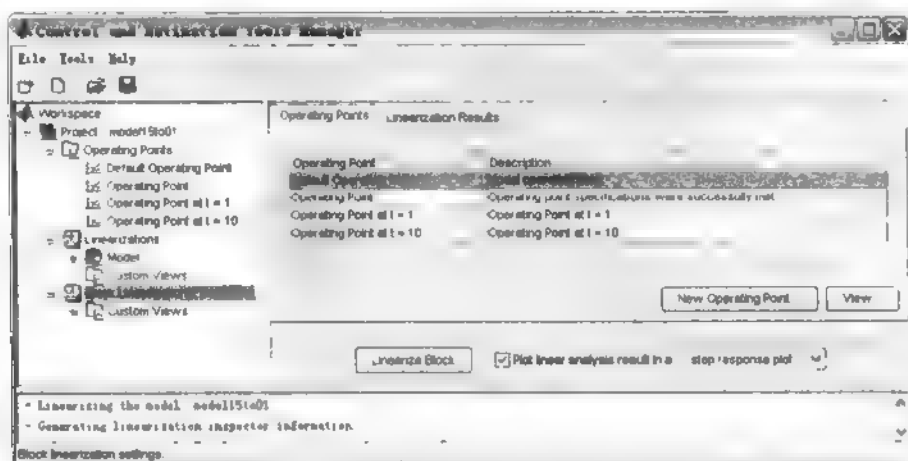 Control and Estimation Tools Manager
File Tools Help
Workspace
Project model15to01
Operating Points
Default Operating Point
Operating Point
Operating Point at t = 1
Operating Point at t = 10
Linearizations
Model
Custom Views
Custom Views
Operating Points Linearization Results
Operating Point Description
Operating Point Operating point specifications were successfully met
Operating Point at t = 1 Operating Point at t = 1
Operating Point at t = 10 Operating Point at t = 10
New Operating Point View
Linearize Block Plot linear analysis result in a step response plot
- Linearizing the model model15to01
- Generating linearization inspector information
Block linearization settings.